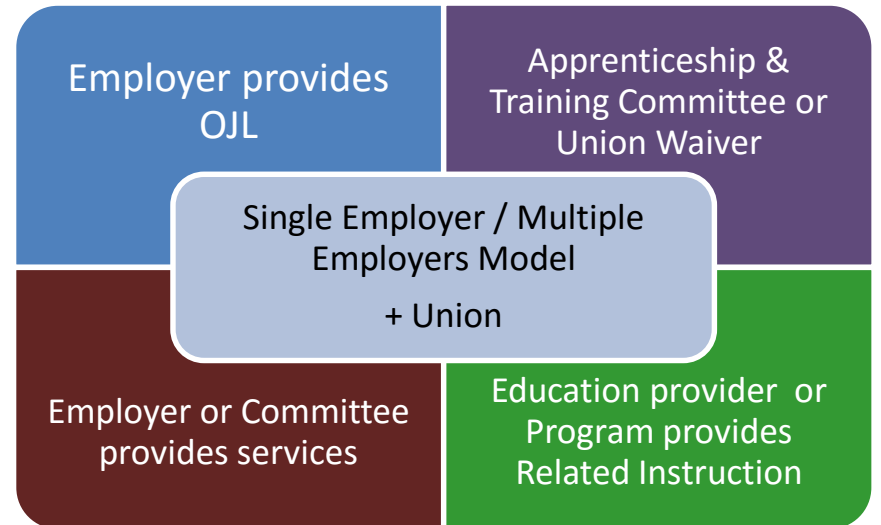 Employer provides
OJL
Apprenticeship &
Training Committee or
Union Waiver
Single Employer / Multiple
Employers Model
+ Union
Employer or Committee
provides services
Education provider or
Program provides
Related Instruction